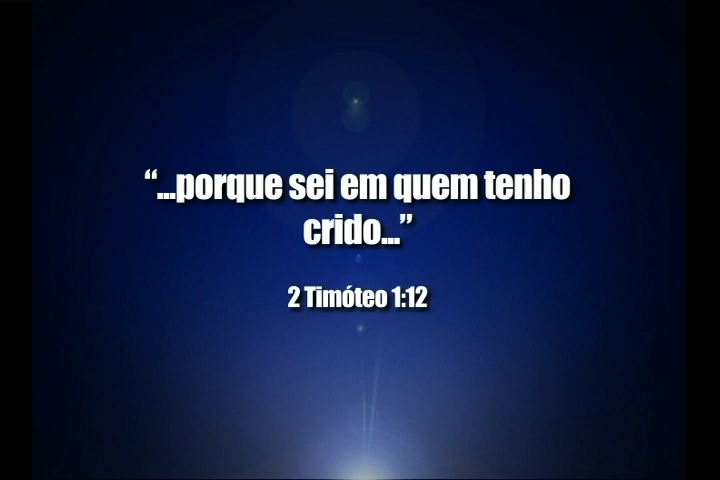 “...porque sei em quem tenho
crido...”
2 Timóteo 1:12